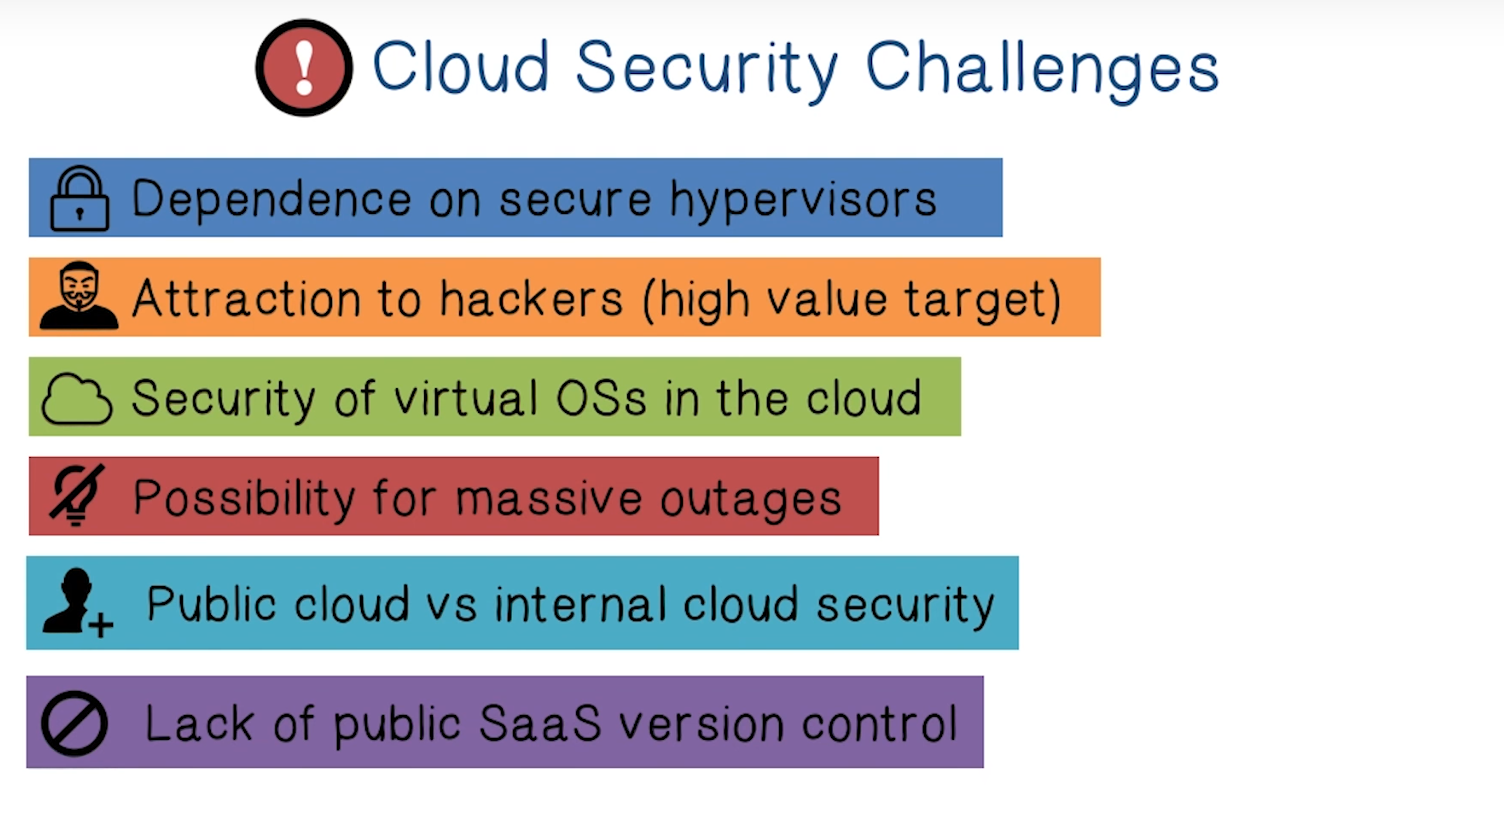 Cloud Security Challenges
Dependence on secure hypervisors
Attraction to hackers (high value target)
Security of virtual OSs in the cloud
Possibility for massive outages
Public cloud vs internal cloud security
Lack of public SaaS version control